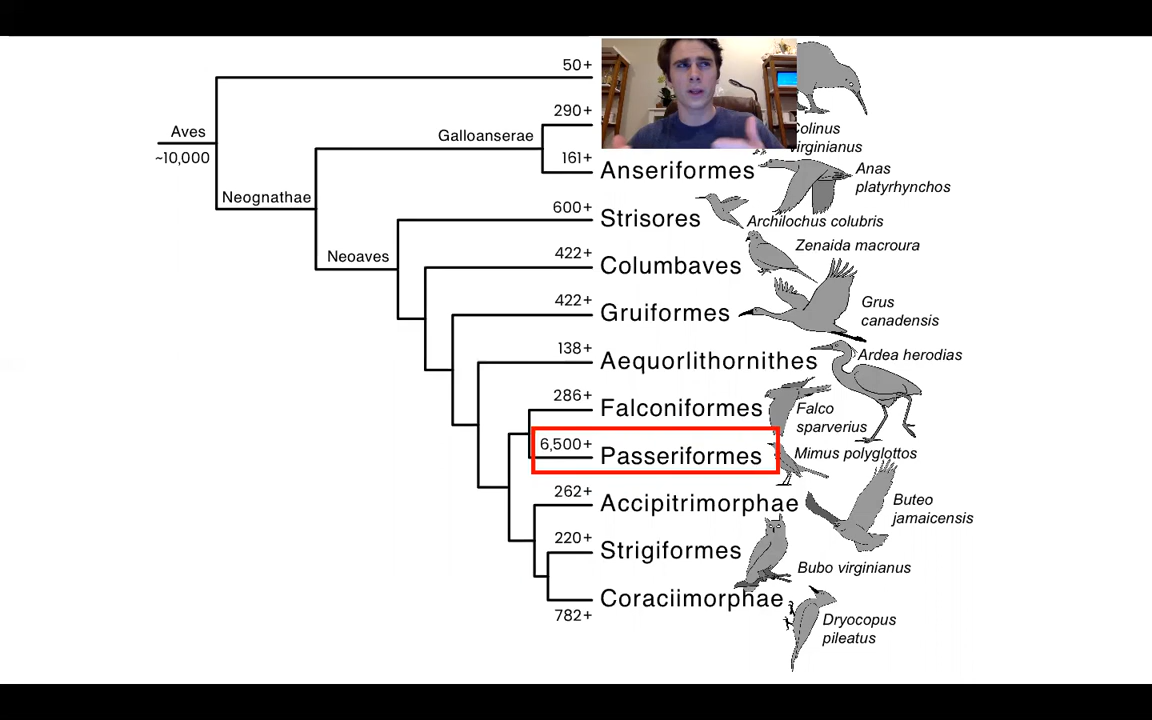 50+
290+
Aves
Galloanserae
Colinus
virginianus
~10,000
161+
Anseriformes
Anas
platyrhynchos
Neognathae
600+
Strisores
Archilochus colubris
Zenaida macroura
Neoaves
422+
Columbaves
422+
Gruiformes
Grus
canadensis
138+
Aequorlithornithes
Ardea herodias
286+
Falconiformes
Falco
sparverius
6,500+
Passeriformes
Mimus polyglottos
262+
Accipitrimorphae
Buteo
jamaicensis
220+
Strigiformes
Bubo virginianus
Coraciimorphae
782+
Dryocopus
pileatus